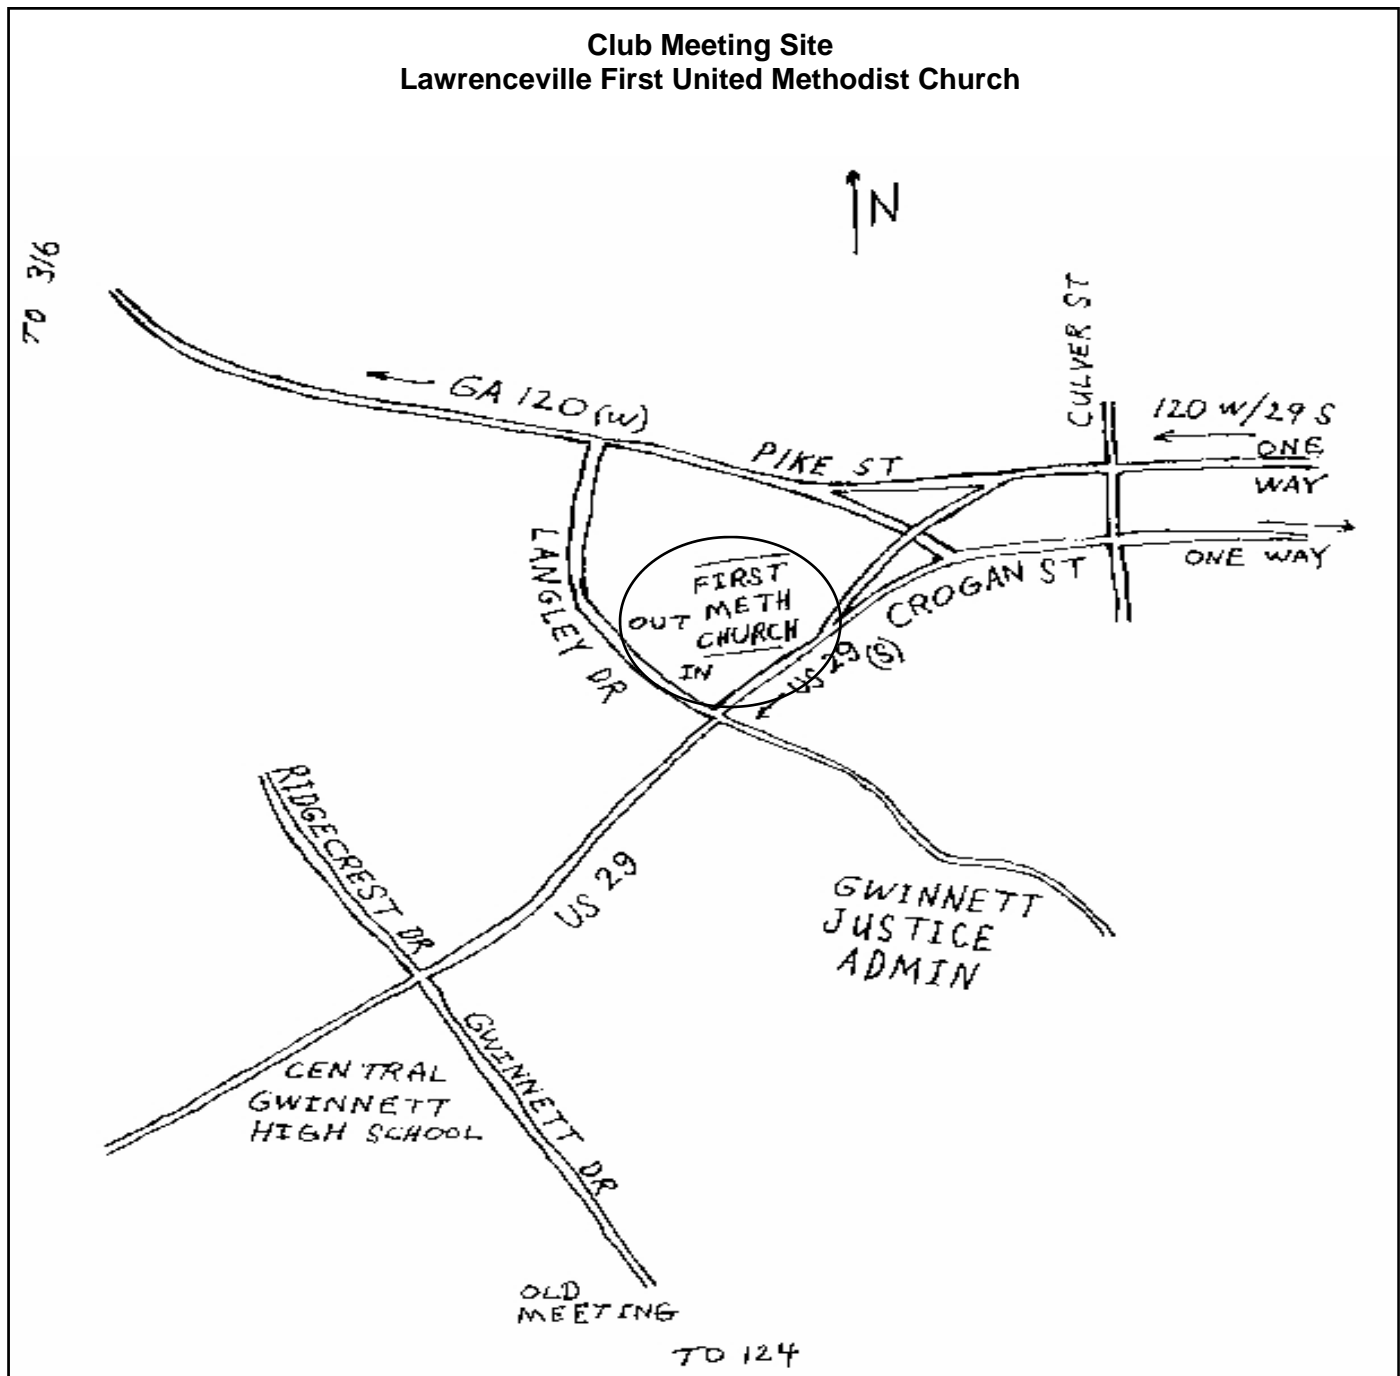 Club Meeting Site
Lawrenceville First United Methodist Church
N
TO 316
CULVER ST
GA 120 (W)
120 W/29 S
ONE
WAY
PIKE ST
ONE WAY
CROGAN ST
LANGLEY DR
FIRST
OUT METH
CHURCH
IN
US 29 (S)
RIDGECREST DR
US 29
GWINNETT
JUSTICE
ADMIN
GWINNETT DR
CENTRAL
GWINNETT
HIGH SCHOOL
OLD
MEETING
TO 124